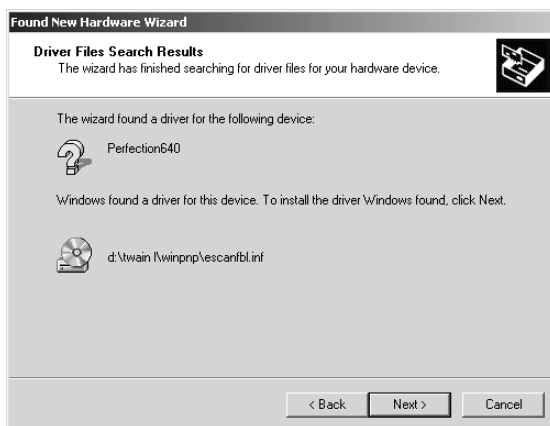 Found New Hardware Wizard
Driver Files Search Results
The wizard has finished searching for driver files for your hardware device.
The wizard found a driver for the following device:
Perfection640
Windows found a driver for this device. To install the driver Windows found, click Next.
d:\twain l\winpnp\escanfbl.inf
< Back
Next >
Cancel